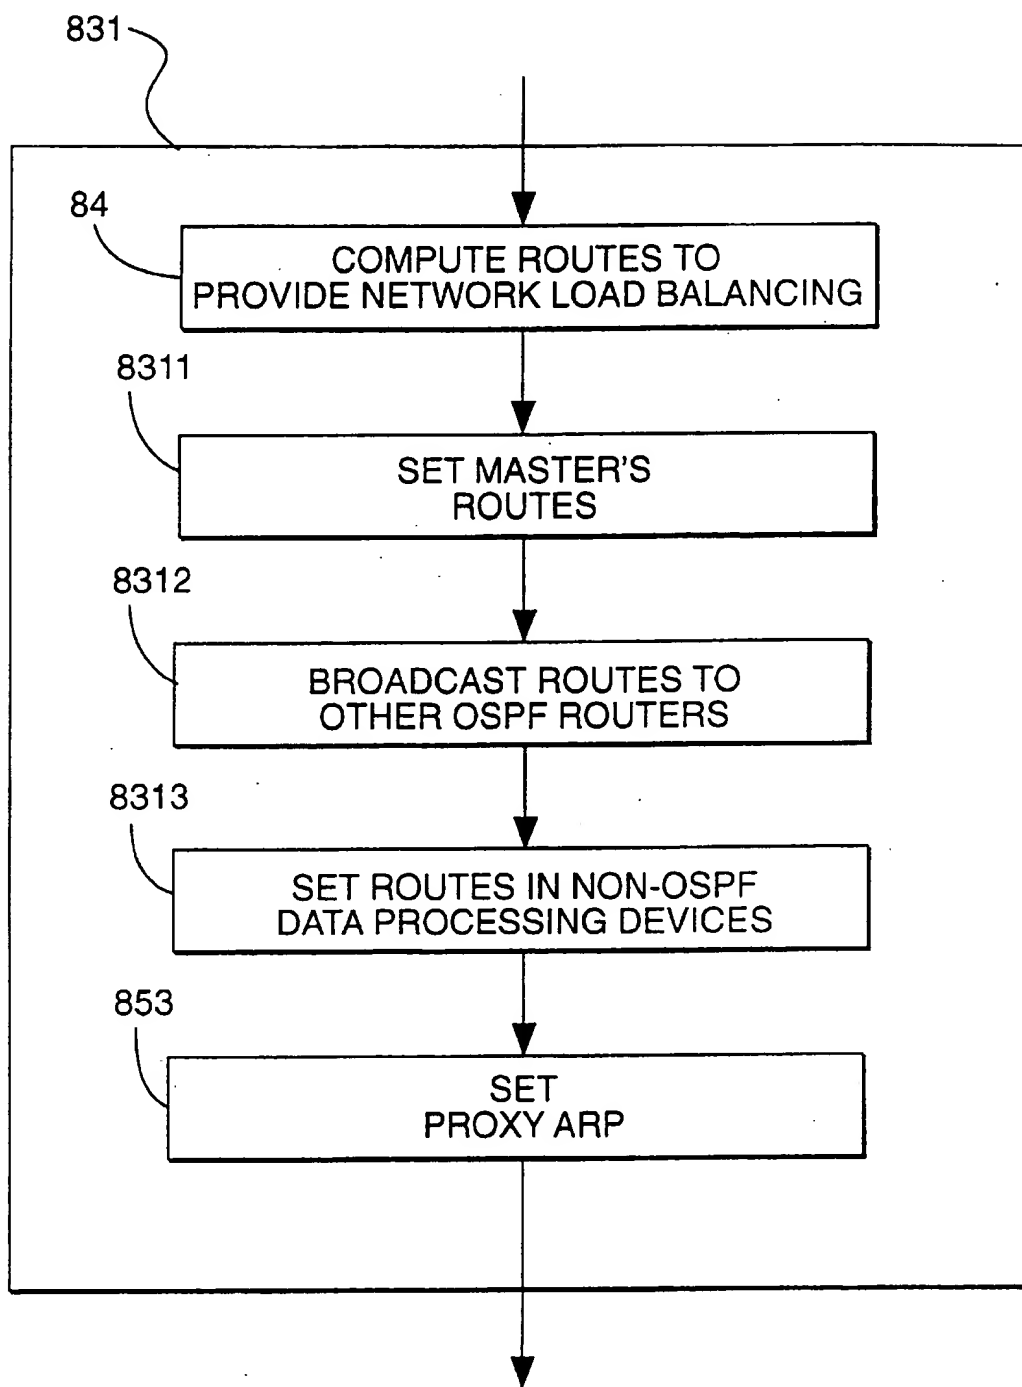 831
84
COMPUTE ROUTES TO
PROVIDE NETWORK LOAD BALANCING
8311
SET MASTER'S
ROUTES
8312
BROADCAST ROUTES TO
OTHER OSPF ROUTERS
8313
SET ROUTES IN NON-OSPF
DATA PROCESSING DEVICES
853
SET
PROXY ARP